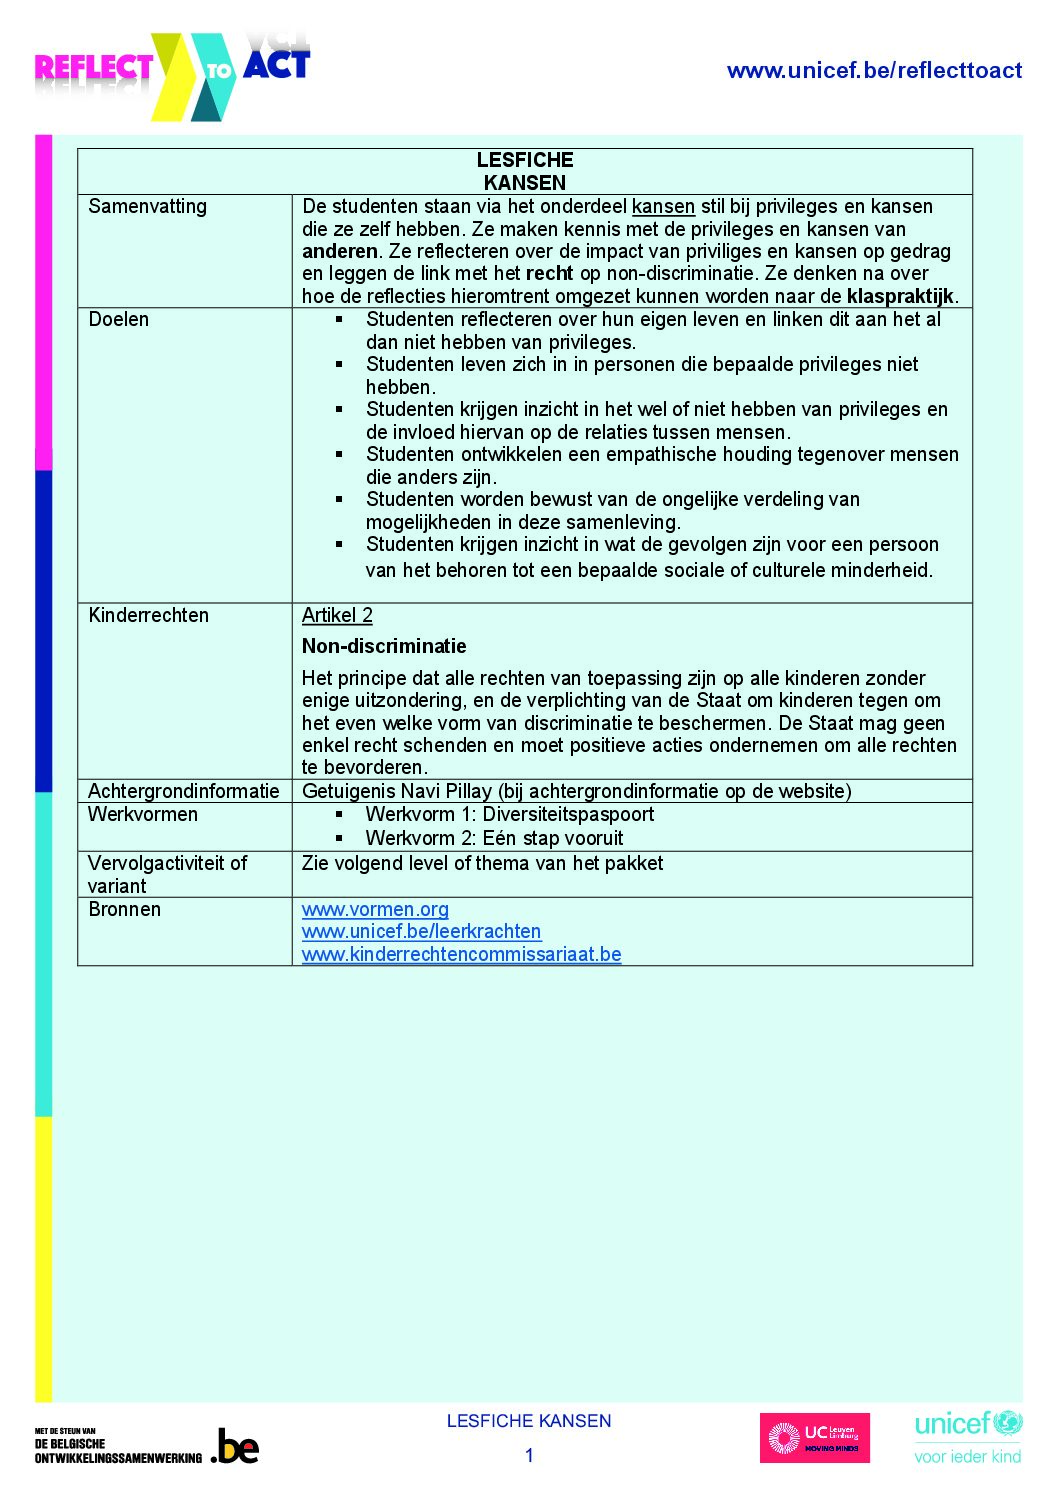 REFLECT TO ACT
www.unicef.be/reflecttoact
LESFICHE
KANSEN
Samenvatting
De studenten staan via het onderdeel kansen stil bij privileges en kansen
die ze zelf hebben. Ze maken kennis met de privileges en kansen van
anderen. Ze reflecteren over de impact van priviliges en kansen op gedrag
en leggen de link met het recht op non-discriminatie. Ze denken na over
hoe de reflecties hieromtrent omgezet kunnen worden naar de klaspraktijk.
Doelen
▪ Studenten reflecteren over hun eigen leven en linken dit aan het al
dan niet hebben van privileges.
▪ Studenten leven zich in in personen die bepaalde privileges niet
hebben.
▪ Studenten krijgen inzicht in het wel of niet hebben van privileges en
de invloed hiervan op de relaties tussen mensen.
▪ Studenten ontwikkelen een empathische houding tegenover mensen
die anders zijn.
▪ Studenten worden bewust van de ongelijke verdeling van
mogelijkheden in deze samenleving.
▪ Studenten krijgen inzicht in wat de gevolgen zijn voor een persoon
van het behoren tot een bepaalde sociale of culturele minderheid.
Kinderrechten
Artikel 2
Non-discriminatie
Het principe dat alle rechten van toepassing zijn op alle kinderen zonder
enige uitzondering, en de verplichting van de Staat om kinderen tegen om
het even welke vorm van discriminatie te beschermen. De Staat mag geen
enkel recht schenden en moet positieve acties ondernemen om alle rechten
te bevorderen.
Achtergrondinformatie
Getuigenis Navi Pillay (bij achtergrondinformatie op de website)
Werkvormen
▪ Werkvorm 1: Diversiteitspaspoort
▪ Werkvorm 2: Eén stap vooruit
Vervolgactiviteit of
variant
Zie volgend level of thema van het pakket
Bronnen
www.vormen.org
www.unicef.be/leerkrachten
www.kinderrechtencommissariaat.be
MET DE STEUN VAN
DE BELGISCHE
ONTWIKKELINGSSAMENWERKING
.be
LESFICHE KANSEN
1
UC Leuven
Limburg
MOVING MINDS
unicef
voor ieder kind